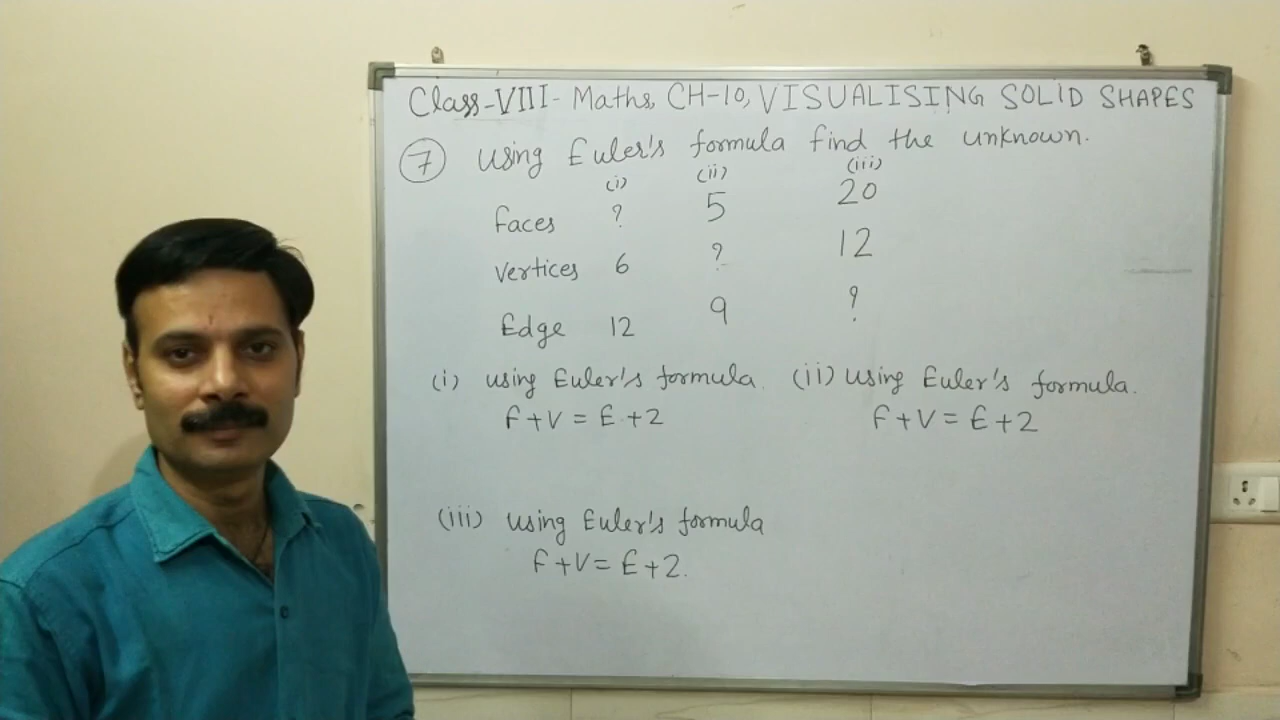 Class-VIII- Maths, CH-10, VISUALISING SOLID SHAPES
7 Using Euler's formula find the unknown.
(i) (ii) (iii)
faces ? 5 20
vertices 6 ? 12
Edge 12 9 ?
(i) using Euler's formula. (ii) using Euler's formula.
F+V = E+2 F+V = E+2
(iii) using Euler's formula
F+V= E+2.